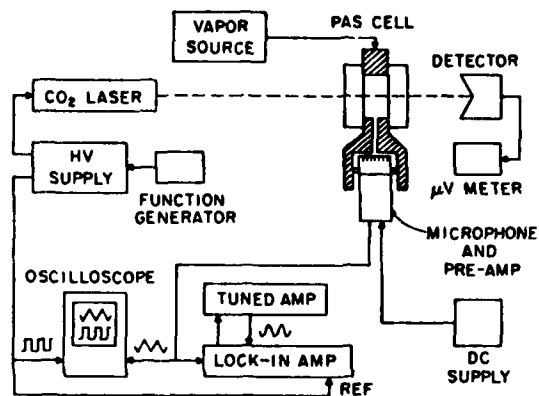 VAPOR
SOURCE
PAS CELL
DETECTOR
CO₂ LASER
HV
SUPPLY
FUNCTION
GENERATOR
μV METER
MICROPHONE
AND
PRE-AMP
OSCILLOSCOPE
TUNED AMP
LOCK-IN AMP
REF
DC
SUPPLY